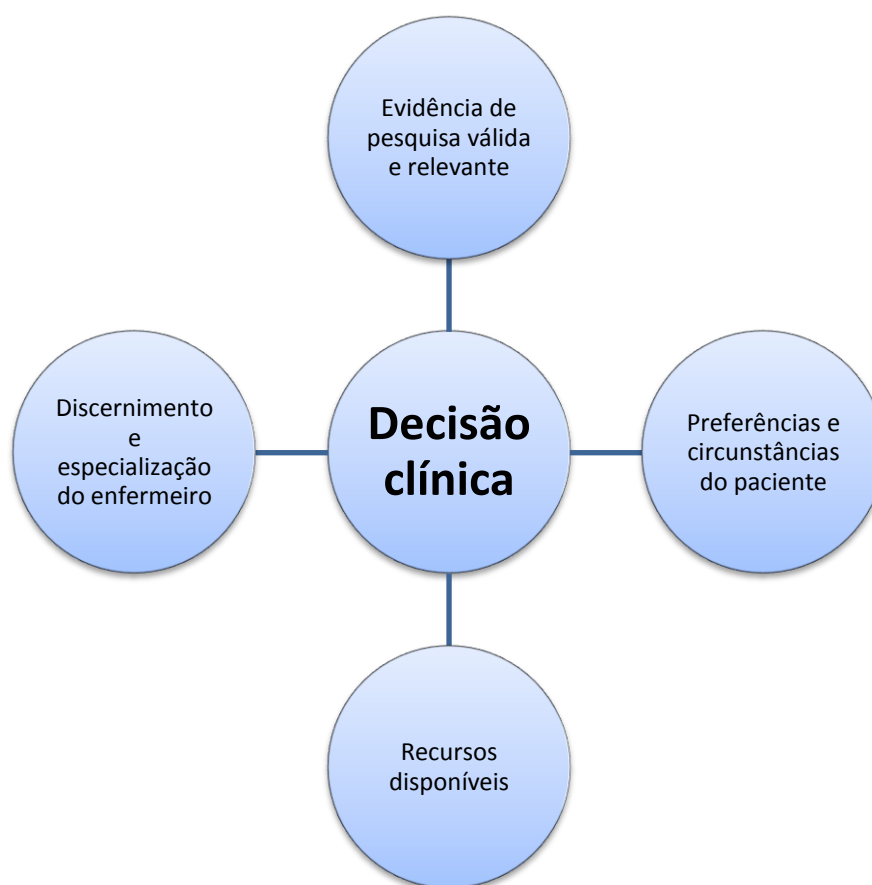 Evidência de
pesquisa válida
e relevante
Discernimento
e
especialização
do enfermeiro
Decisão
clínica
Preferências e
circunstâncias
do paciente
Recursos
disponíveis